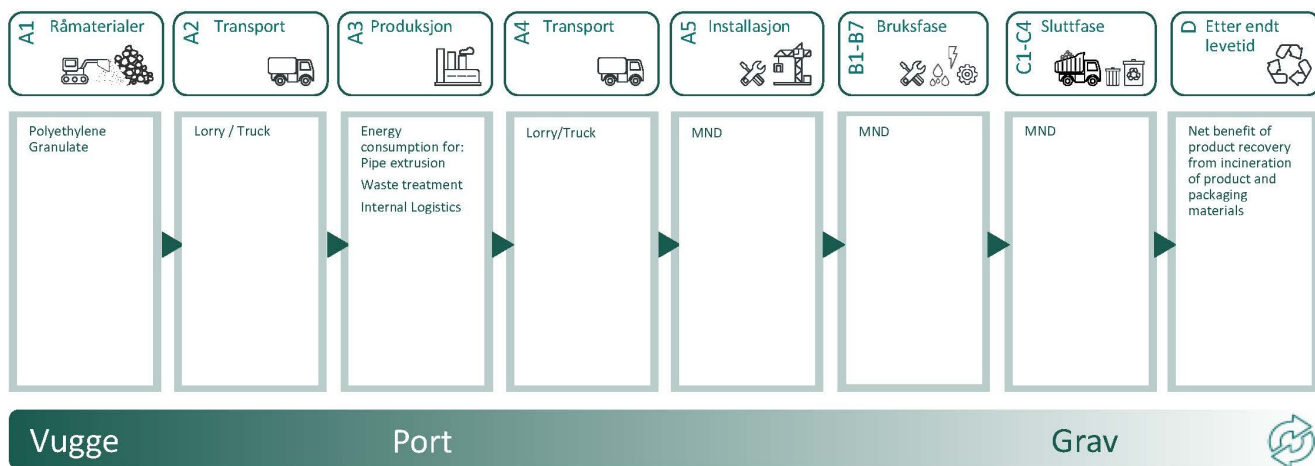 A1 Råmaterialer
A2 Transport
A3 Produksjon
A4 Transport
A5 Installasjon
B1-B7 Bruksfase
C1-C4 Sluttfase
D Etter endt
levetid
Polyethylene
Granulate
Lorry / Truck
Energy
consumption for:
Pipe extrusion
Waste treatment
Internal Logistics
Lorry/Truck
MND
MND
MND
Net benefit of
product recovery
from incineration
of product and
packaging
materials
Vugge
Port
Grav